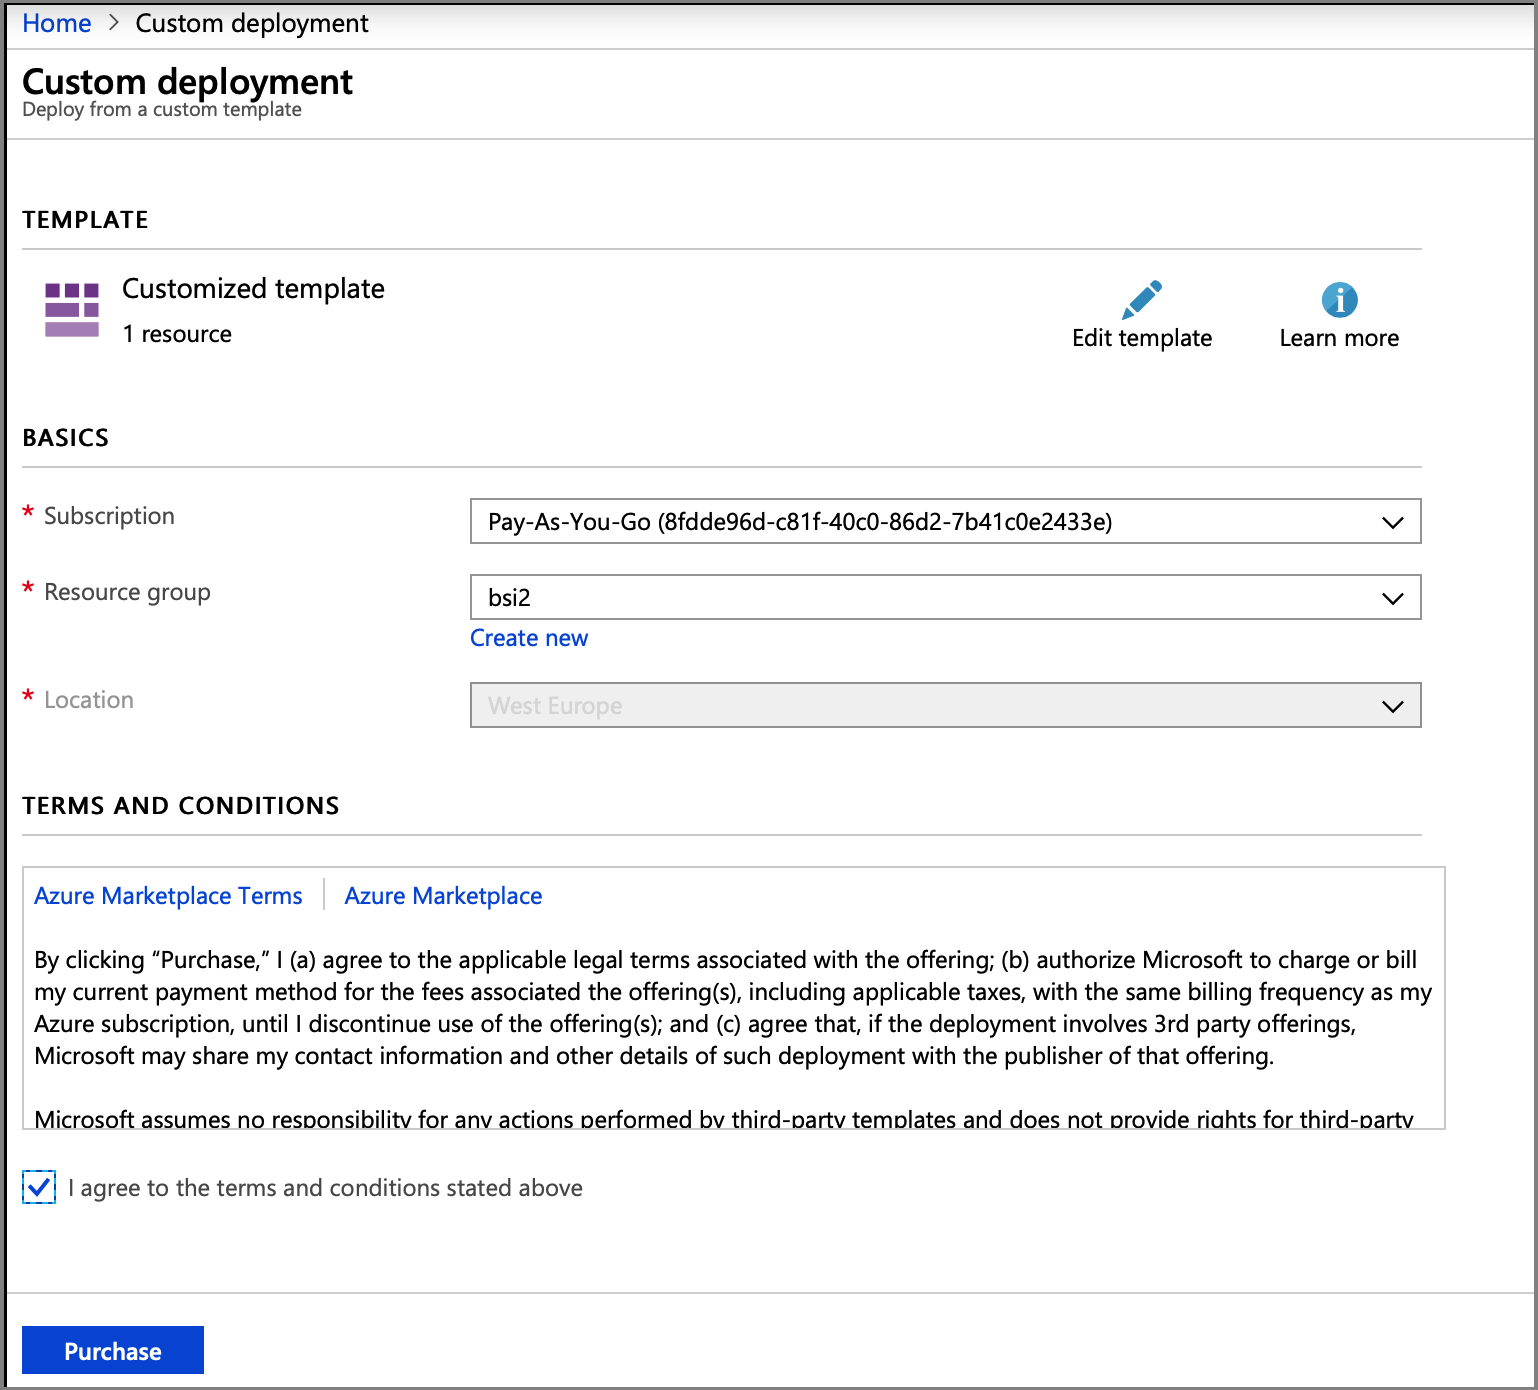 Home > Custom deployment
Custom deployment
Deploy from a custom template
TEMPLATE
Customized template
1 resource
Edit template
Learn more
BASICS
* Subscription
Pay-As-You-Go (8fdde96d-c81f-40c0-86d2-7b41c0e2433e)
* Resource group
bsi2
Create new
* Location
West Europe
TERMS AND CONDITIONS
Azure Marketplace Terms | Azure Marketplace
By clicking “Purchase,” I (a) agree to the applicable legal terms associated with the offering; (b) authorize Microsoft to charge or bill
my current payment method for the fees associated the offering(s), including applicable taxes, with the same billing frequency as my
Azure subscription, until I discontinue use of the offering(s); and (c) agree that, if the deployment involves 3rd party offerings,
Microsoft may share my contact information and other details of such deployment with the publisher of that offering.
Microsoft assumes no responsibility for any actions performed by third-party templates and does not provide rights for third-party
I agree to the terms and conditions stated above
Purchase